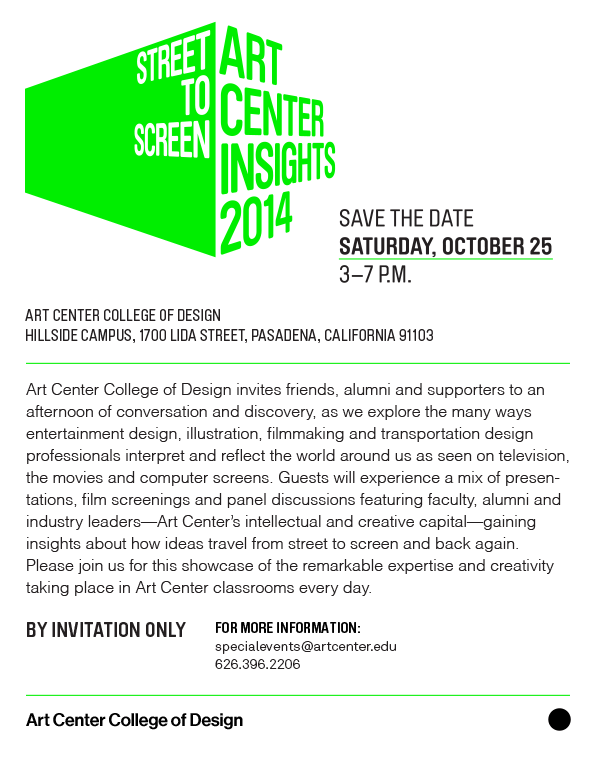 STREET
TO
SCREEN
ART
CENTER
INSIGHTS
2014
SAVE THE DATE
SATURDAY, OCTOBER 25
3–7 P.M.
ART CENTER COLLEGE OF DESIGN
HILLSIDE CAMPUS, 1700 LIDA STREET, PASADENA, CALIFORNIA 91103
Art Center College of Design invites friends, alumni and supporters to an
afternoon of conversation and discovery, as we explore the many ways
entertainment design, illustration, filmmaking and transportation design
professionals interpret and reflect the world around us as seen on television,
the movies and computer screens. Guests will experience a mix of presen-
tations, film screenings and panel discussions featuring faculty, alumni and
industry leaders—Art Center's intellectual and creative capital—gaining
insights about how ideas travel from street to screen and back again.
Please join us for this showcase of the remarkable expertise and creativity
taking place in Art Center classrooms every day.
BY INVITATION ONLY
FOR MORE INFORMATION:
specialevents@artcenter.edu
626.396.2206
Art Center College of Design